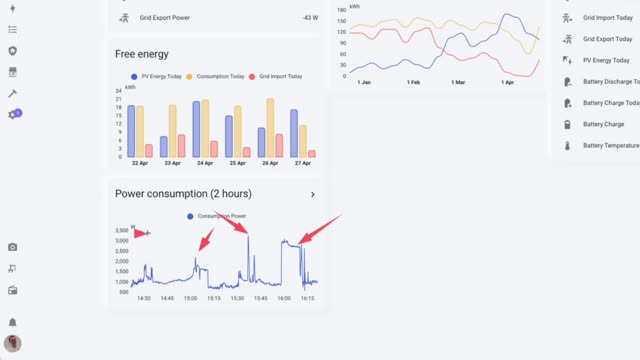 Grid Export Power
-43 W
Free energy
PV Energy Today
Consumption Today
Grid Import Today
kWh
24
21
18
15
12
9
6
3
0
22 Apr
23 Apr
24 Apr
25 Apr
26 Apr
27 Apr
Power consumption (2 hours)
Consumption Power
W
3,500
3,000
2,500
2,000
1,500
1,000
500
14:30
14:45
15:00
15:15
15:30
15:45
16:00
16:15
kWh
180
150
120
90
60
30
0
1 Jan
1 Feb
1 Mar
1 Apr
Grid Import Today
Grid Export Today
PV Energy Today
Battery Discharge To
Battery Charge Toda
Battery Charge
Battery Temperature